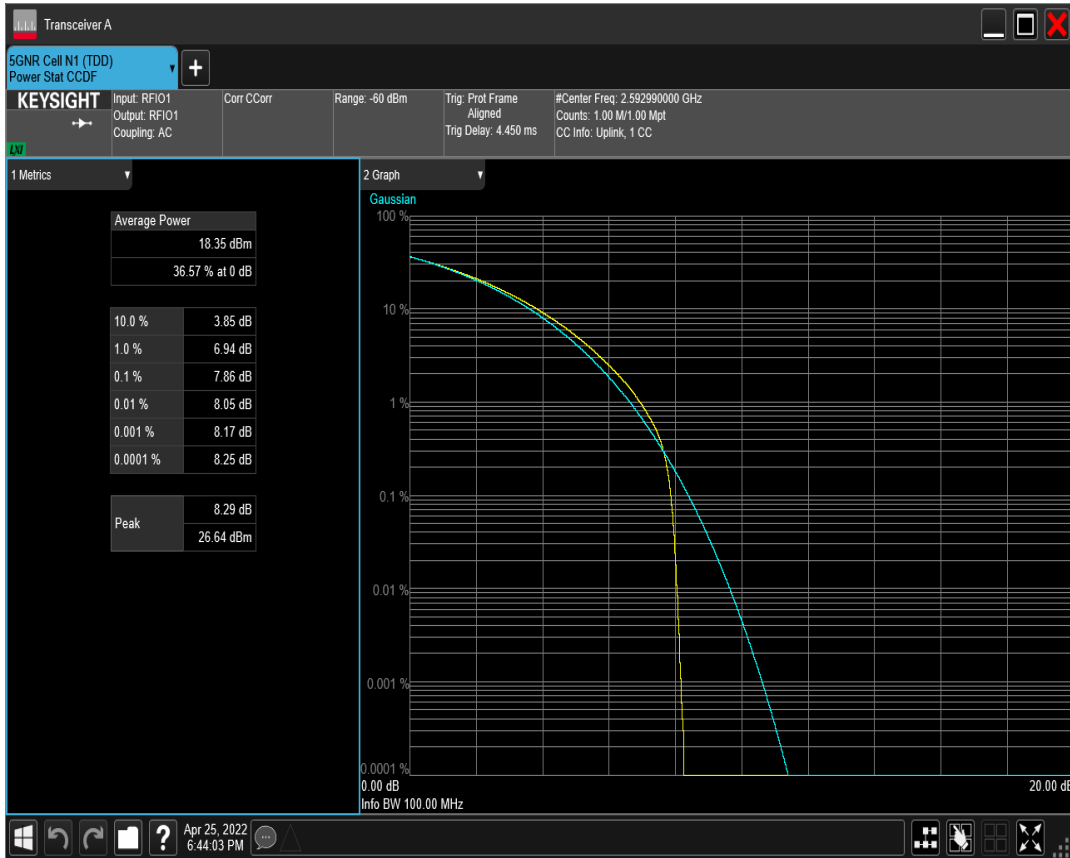 Transceiver A
5GNR Cell N1 (TDD)
Power Stat CCDF
+
KEYSIGHT
LXI
Input: RFIO1
Output: RFIO1
Coupling: AC
Corr CCorr
Range: -60 dBm
Trig: Prot Frame
Aligned
Trig Delay: 4.450 ms
#Center Freq: 2.592990000 GHz
Counts: 1.00 M/1.00 Mpt
CC Info: Uplink, 1 CC
1 Metrics
Average Power
18.35 dBm
36.57 % at 0 dB
10.0 % 3.85 dB
1.0 % 6.94 dB
0.1 % 7.86 dB
0.01 % 8.05 dB
0.001 % 8.17 dB
0.0001 % 8.25 dB
Peak 8.29 dB
26.64 dBm
2 Graph
Gaussian
100 %
10 %
1 %
0.1 %
0.01 %
0.001 %
0.0001 %
0.00 dB 20.00 dB
Info BW 100.00 MHz
? Apr 25, 2022
6:44:03 PM